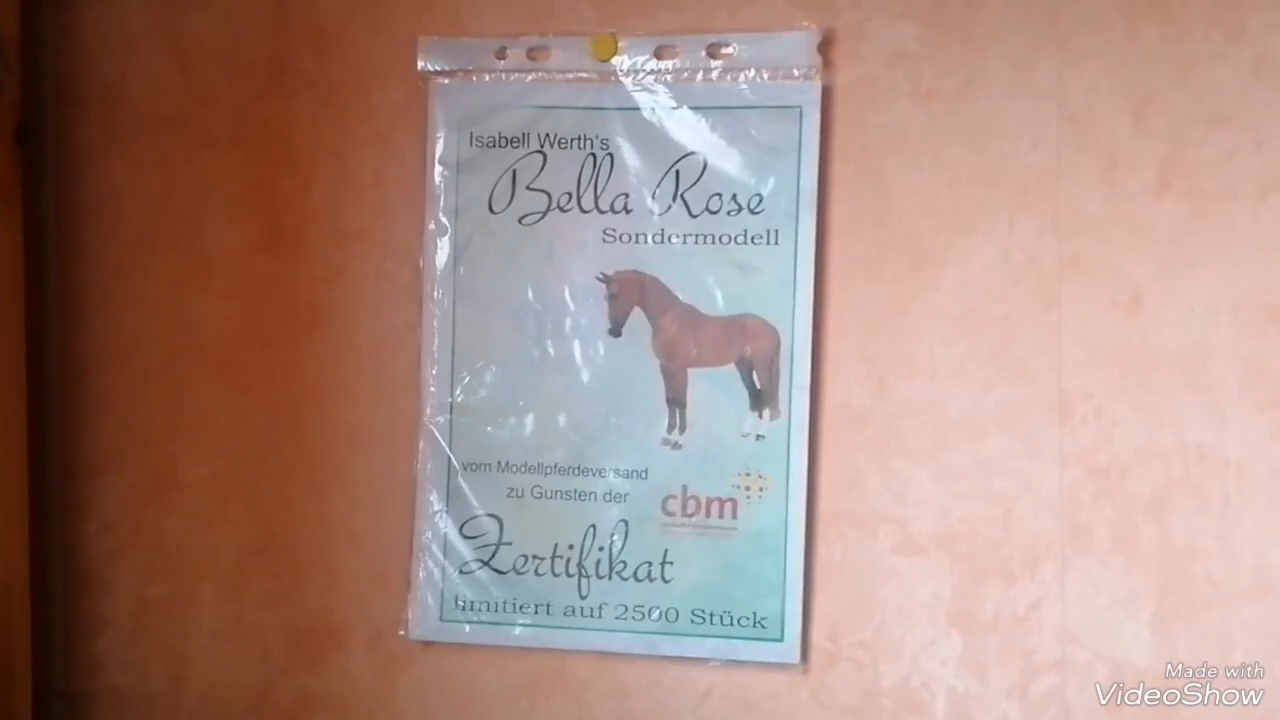 Isabell Werth's
Bella Rose
Sondermodell
vom Modellpferdeversand
zu Gunsten der
cbm
Zertifikat
limitiert auf 2500 Stück
Made with
VideoShow